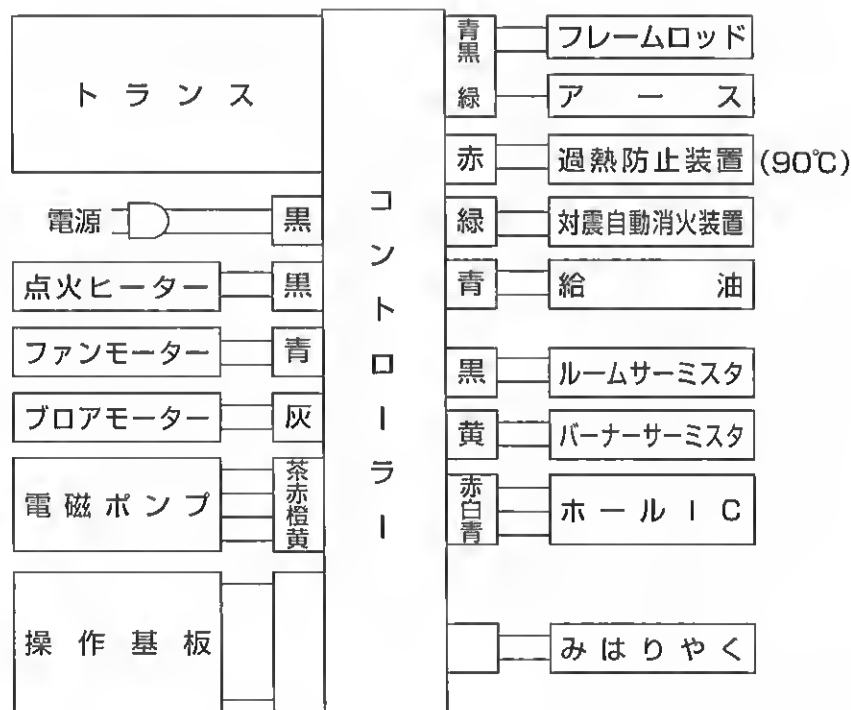 トランス
電源
黒
点火ヒーター
黒
ファンモーター
青
ブロアモーター
灰
電磁ポンプ
茶
赤
橙
黄
操作基板
コントローラー
青
黒
フレームロッド
緑
アース
赤
過熱防止装置 (90℃)
緑
対震自動消火装置
青
給油
黒
ルームサーミスタ
黄
バーナーサーミスタ
赤
白
青
ホールIC
みはりやく